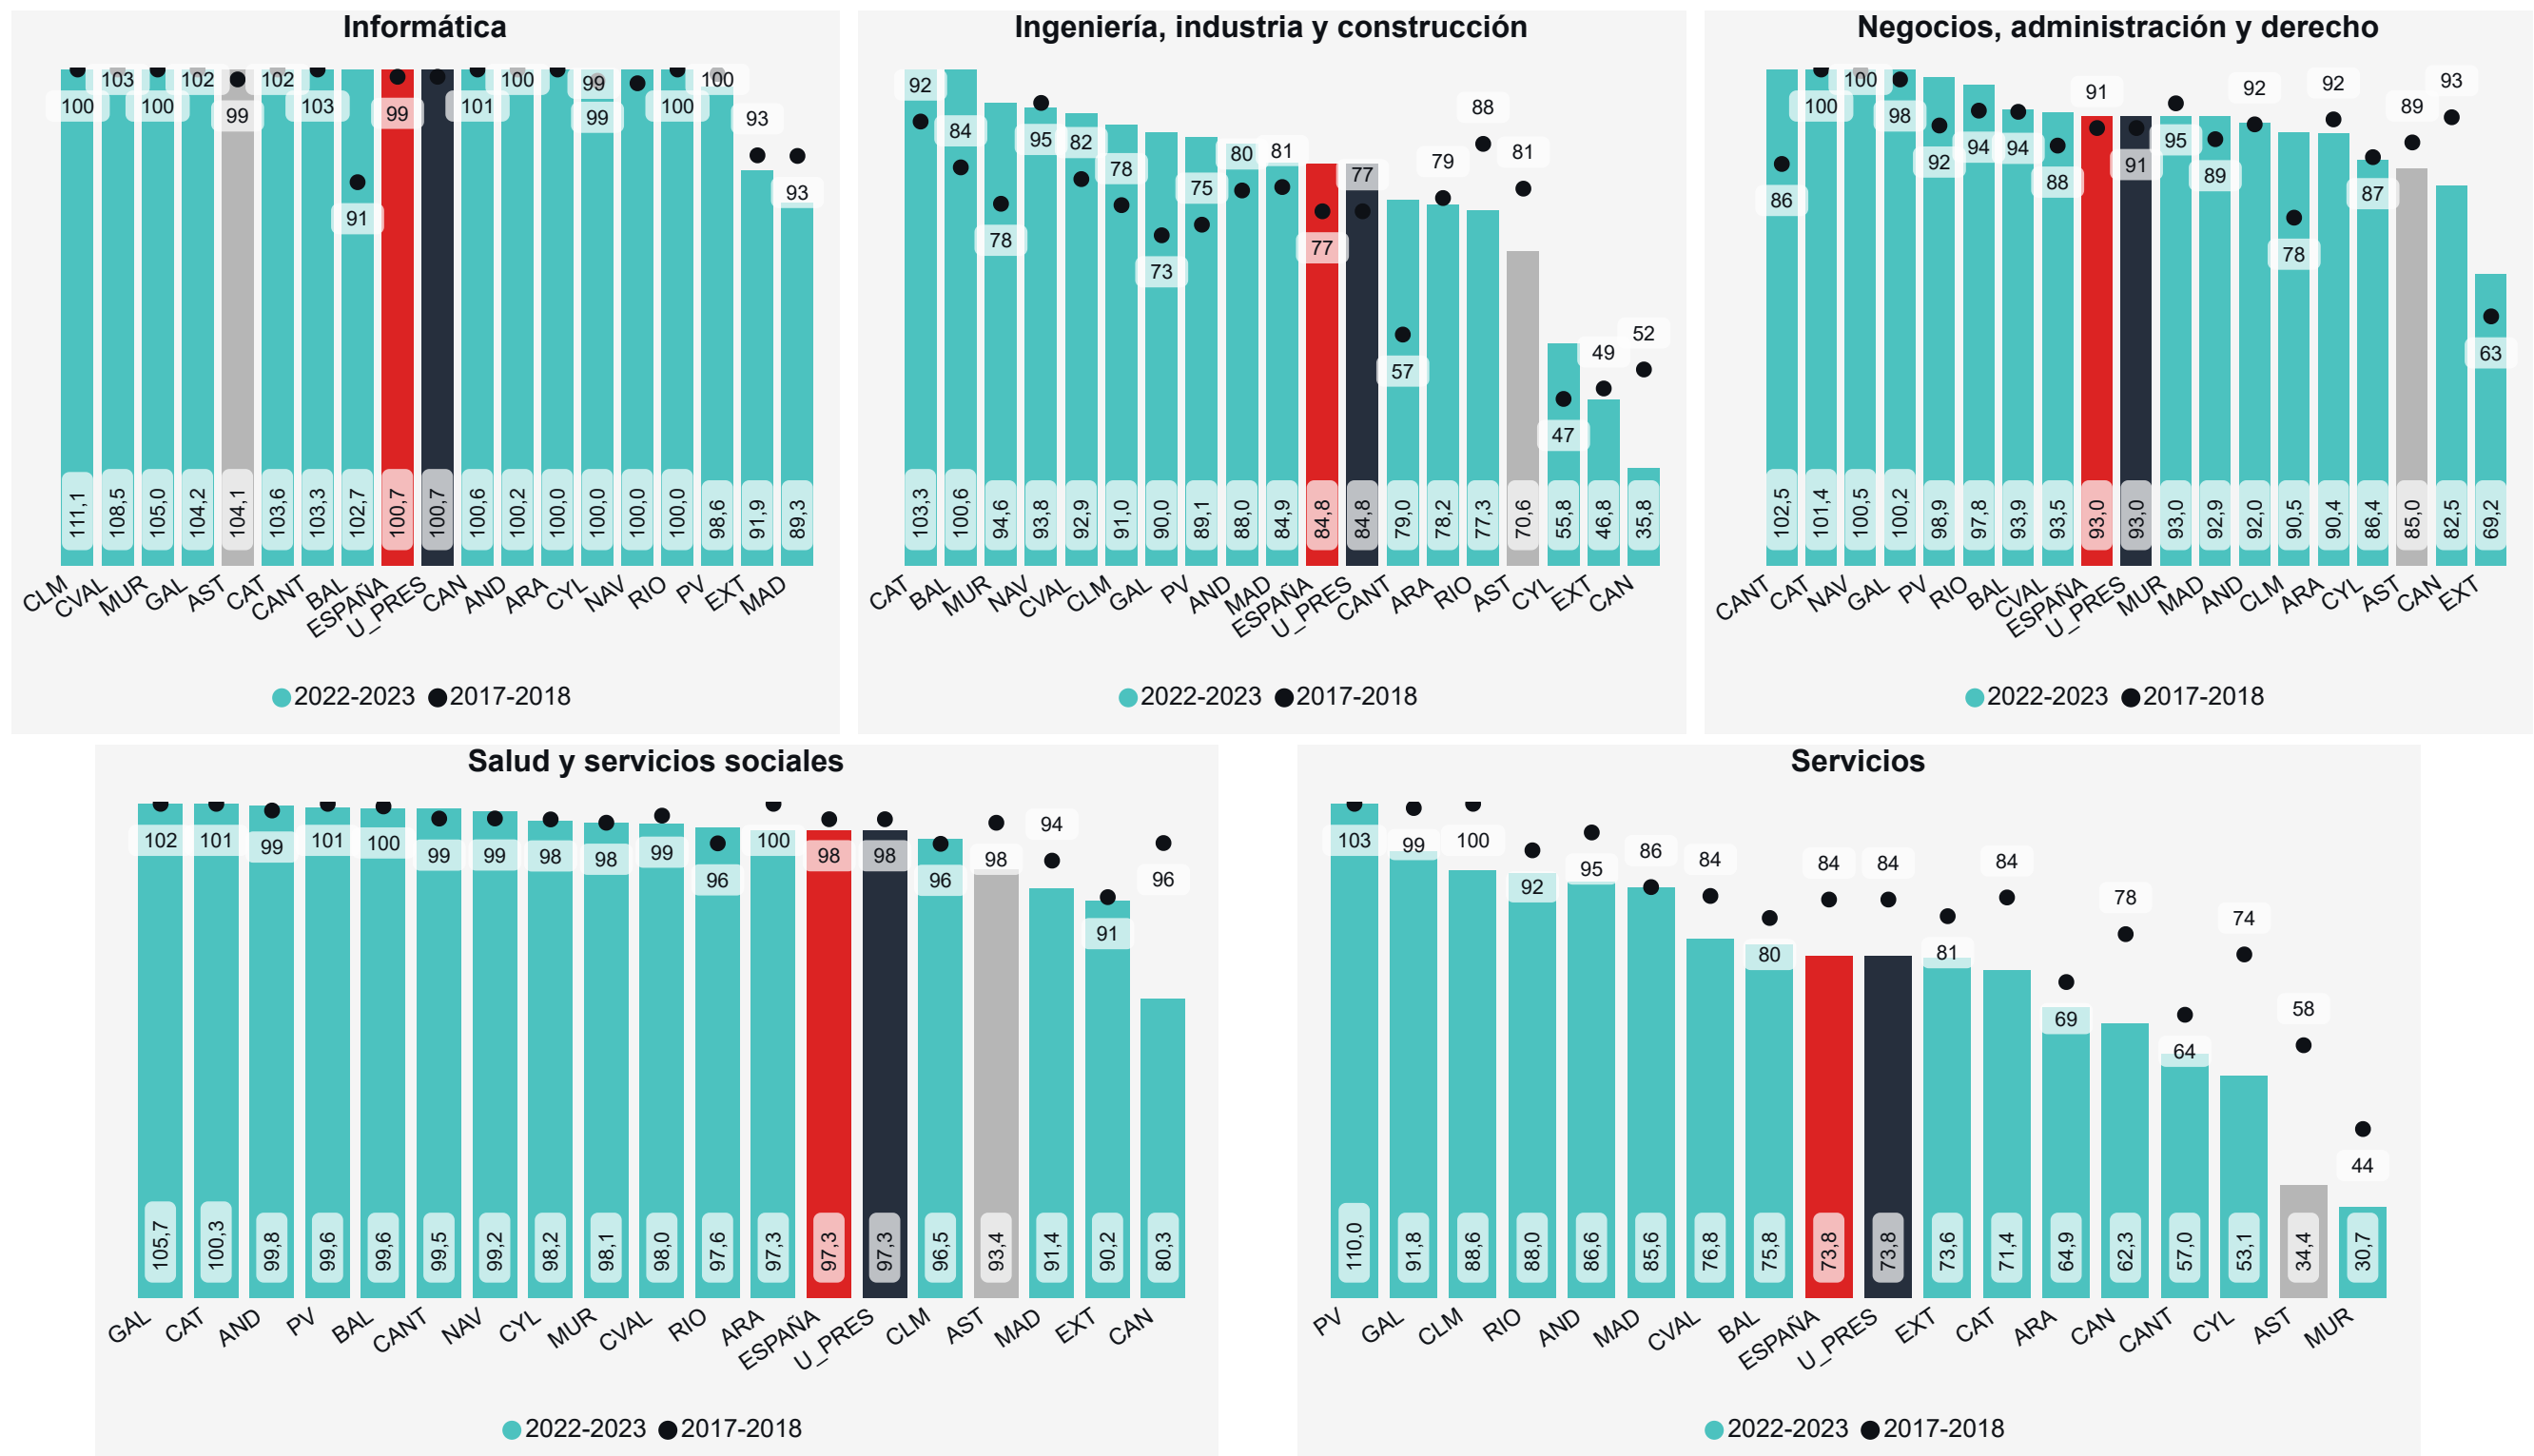 Informática
103 102 102 100 99 100
100 100 99 103 99 101 99 100 93
91 93
111,1 108,5 105,0 104,2 104,1 103,6 103,3 102,7 100,7 100,7 100,6 100,2 100,0 100,0 100,0 100,0 98,6 91,9 89,3
CLM CVAL MUR GAL AST CAT CANT BAL ESPAÑA U_PRES CAN AND ARA CYL NAV RIO PV EXT MAD
2022-2023 2017-2018
Ingeniería, industria y construcción
92 84 78 95 82 78 73 75 80 81 77 77 57 79 88 81 47 49 52
103,3 100,6 94,6 93,8 92,9 91,0 90,0 89,1 88,0 84,9 84,8 84,8 79,0 78,2 77,3 70,6 55,8 46,8 35,8
CAT BAL MUR NAV CVAL CLM GAL PV AND MAD ESPAÑA U_PRES CANT ARA RIO AST CYL EXT CAN
2022-2023 2017-2018
Negocios, administración y derecho
86 100 100 98 92 94 94 88 91 91 95 89 92 78 92 87 89 93 63
102,5 101,4 100,5 100,2 98,9 97,8 93,9 93,5 93,0 93,0 93,0 92,9 92,0 90,5 90,4 86,4 85,0 82,5 69,2
CANT CAT NAV GAL PV RIO BAL CVAL ESPAÑA U_PRES MUR MAD AND CLM ARA CYL AST CAN EXT
2022-2023 2017-2018
Salud y servicios sociales
102 101 99 101 100 99 99 98 98 99 96 100 98 98 96 98 94 91 96
105,7 100,3 99,8 99,6 99,6 99,5 99,2 98,2 98,1 98,0 97,6 97,3 97,3 97,3 96,5 93,4 91,4 90,2 80,3
GAL CAT AND PV BAL CANT NAV CYL MUR CVAL RIO ARA ESPAÑA U_PRES CLM AST MAD EXT CAN
2022-2023 2017-2018
Servicios
103 99 100 92 95 86 84 80 84 84 81 84 69 78 64 74 58 44
110,0 91,8 88,6 88,0 86,6 85,6 76,8 75,8 73,8 73,8 73,6 71,4 64,9 62,3 57,0 53,1 34,4 30,7
PV GAL CLM RIO AND MAD CVAL BAL ESPAÑA U_PRES EXT CAT ARA CAN CANT CYL AST MUR
2022-2023 2017-2018